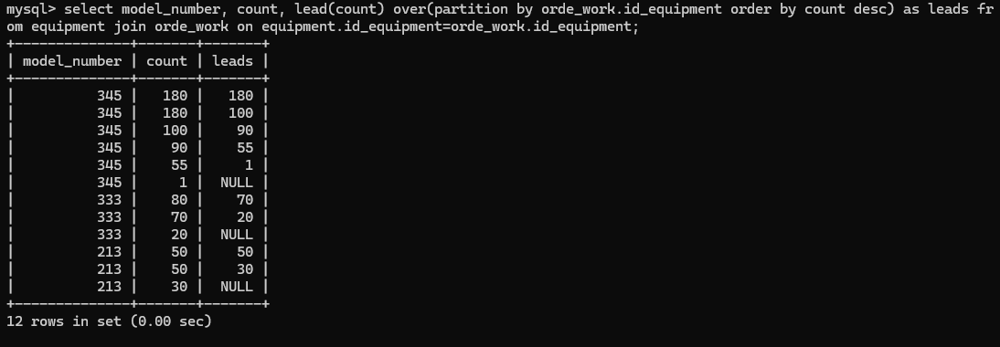 mysql> select model_number, count, lead(count) over(partition by orde_work.id_equipment order by count desc) as leads fr
om equipment join orde_work on equipment.id_equipment=orde_work.id_equipment;
+--------------+-------+-------+
| model_number | count | leads |
+--------------+-------+-------+
|          345 |   180 |   180 |
|          345 |   180 |   100 |
|          345 |   100 |    90 |
|          345 |    90 |    55 |
|          345 |    55 |     1 |
|          345 |     1 |  NULL |
|          333 |    80 |    70 |
|          333 |    70 |    20 |
|          333 |    20 |  NULL |
|          213 |    50 |    50 |
|          213 |    50 |    30 |
|          213 |    30 |  NULL |
+--------------+-------+-------+
12 rows in set (0.00 sec)